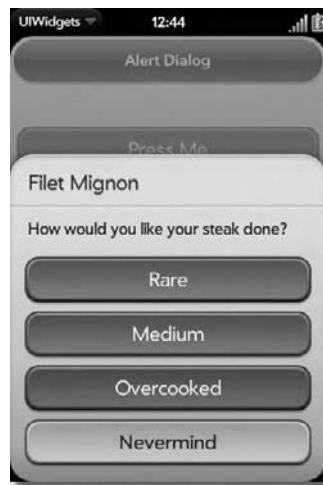 UIWidgets
12:44
Alert Dialog
Press Me
Filet Mignon
How would you like your steak done?
Rare
Medium
Overcooked
Nevermind